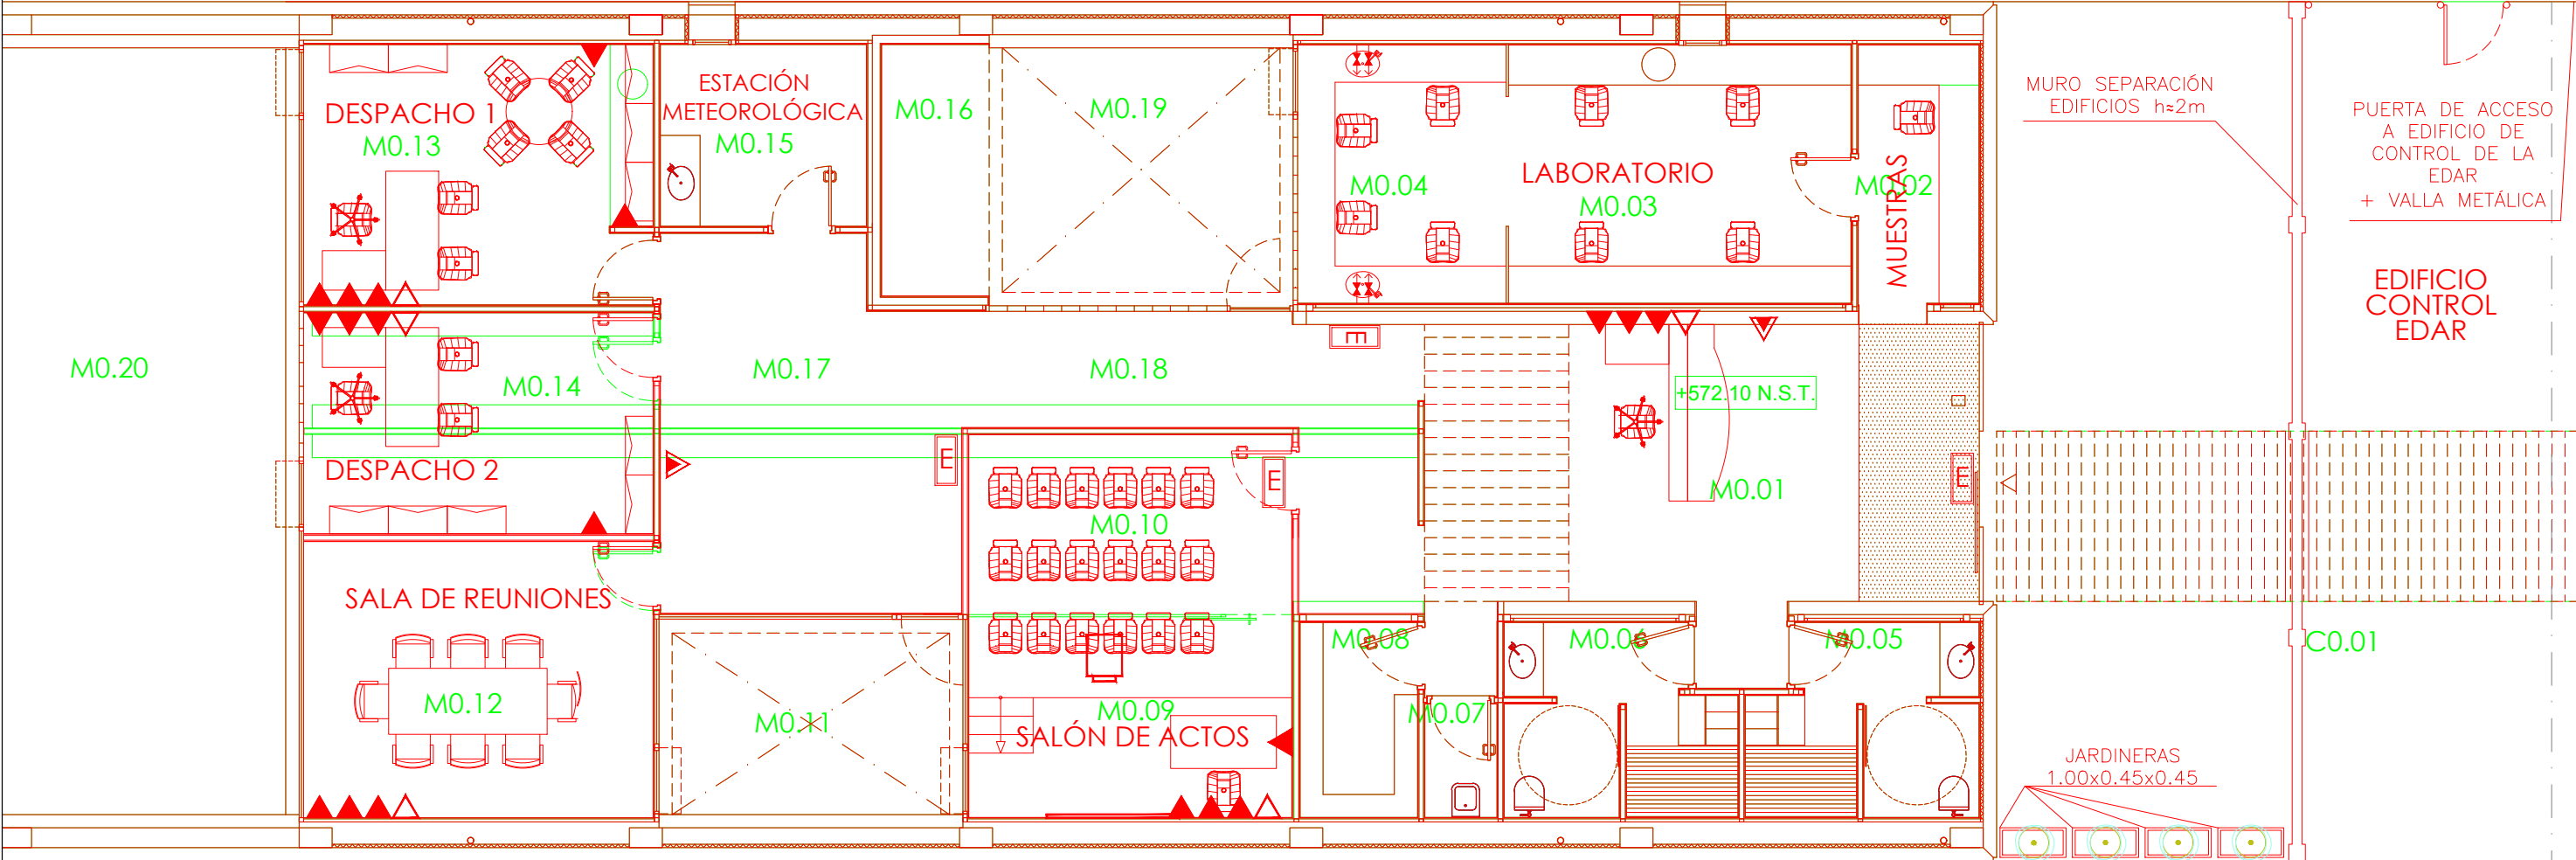 DESPACHO 1
M0.13
ESTACIÓN
METEOROLÓGICA
M0.15
M0.16
M0.19
M0.04
LABORATORIO
M0.03
M0.02
MUESTRAS
MURO SEPARACIÓN
EDIFICIOS h≈2m
PUERTA DE ACCESO
A EDIFICIO DE
CONTROL DE LA
EDAR
+ VALLA METÁLICA
EDIFICIO
CONTROL
EDAR
M0.20
M0.14
M0.17
M0.18
E
+572.10 N.S.T.
DESPACHO 2
E
E
M0.10
M0.01
E
SALA DE REUNIONES
M0.12
M0.11
M0.09
SALÓN DE ACTOS
M0.08
M0.07
M0.06
M0.05
C0.01
JARDINERAS
1.00x0.45x0.45